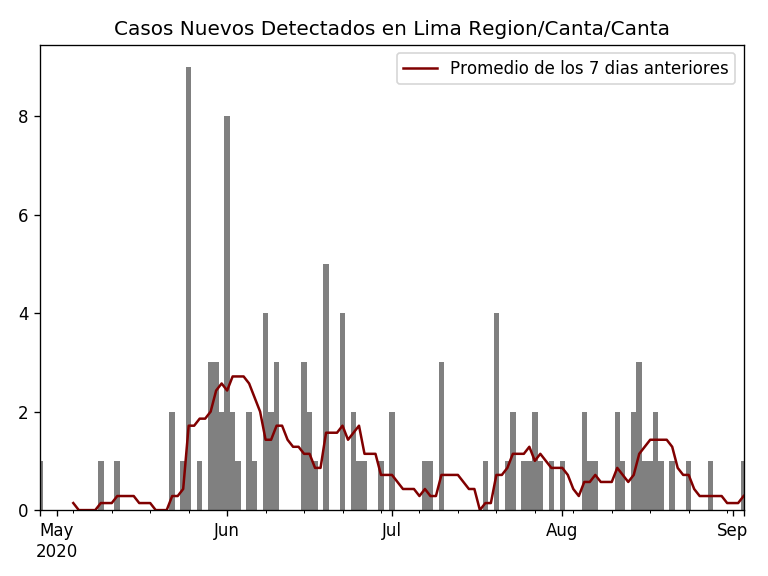 Casos Nuevos Detectados en Lima Region/Canta/Canta
Promedio de los 7 dias anteriores
8
6
4
2
0
May Jun Jul Aug Sep
2020